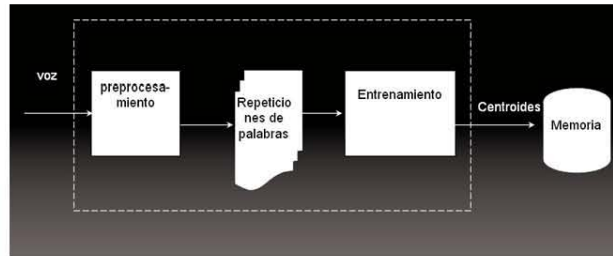 voz
preprocesa-
miento
Repeticio
nes de
palabras
Entrenamiento
Centroides
Memoria